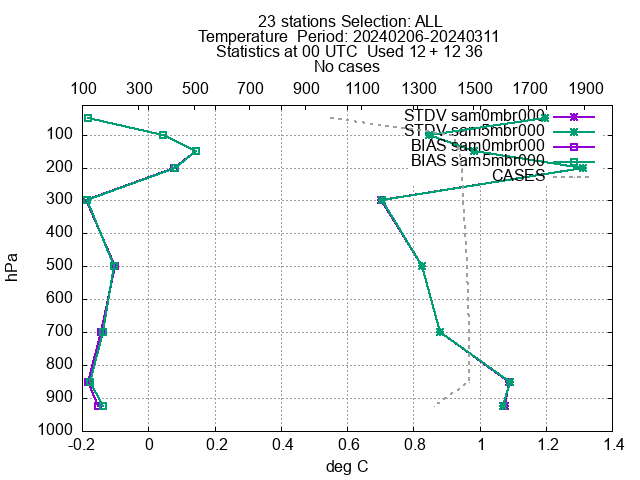 23 stations Selection: ALL
Temperature  Period: 20240206-20240311
Statistics at 00 UTC  Used 12 + 12 36
No cases
100 300 500 700 900 1100 1300 1500 1700 1900
STDV sam0mbr000
STDV sam5mbr000
BIAS sam0mbr000
BIAS sam5mbr000
CASES
100
200
300
400
500
600
700
800
900
1000
hPa
-0.2 0 0.2 0.4 0.6 0.8 1 1.2 1.4
deg C